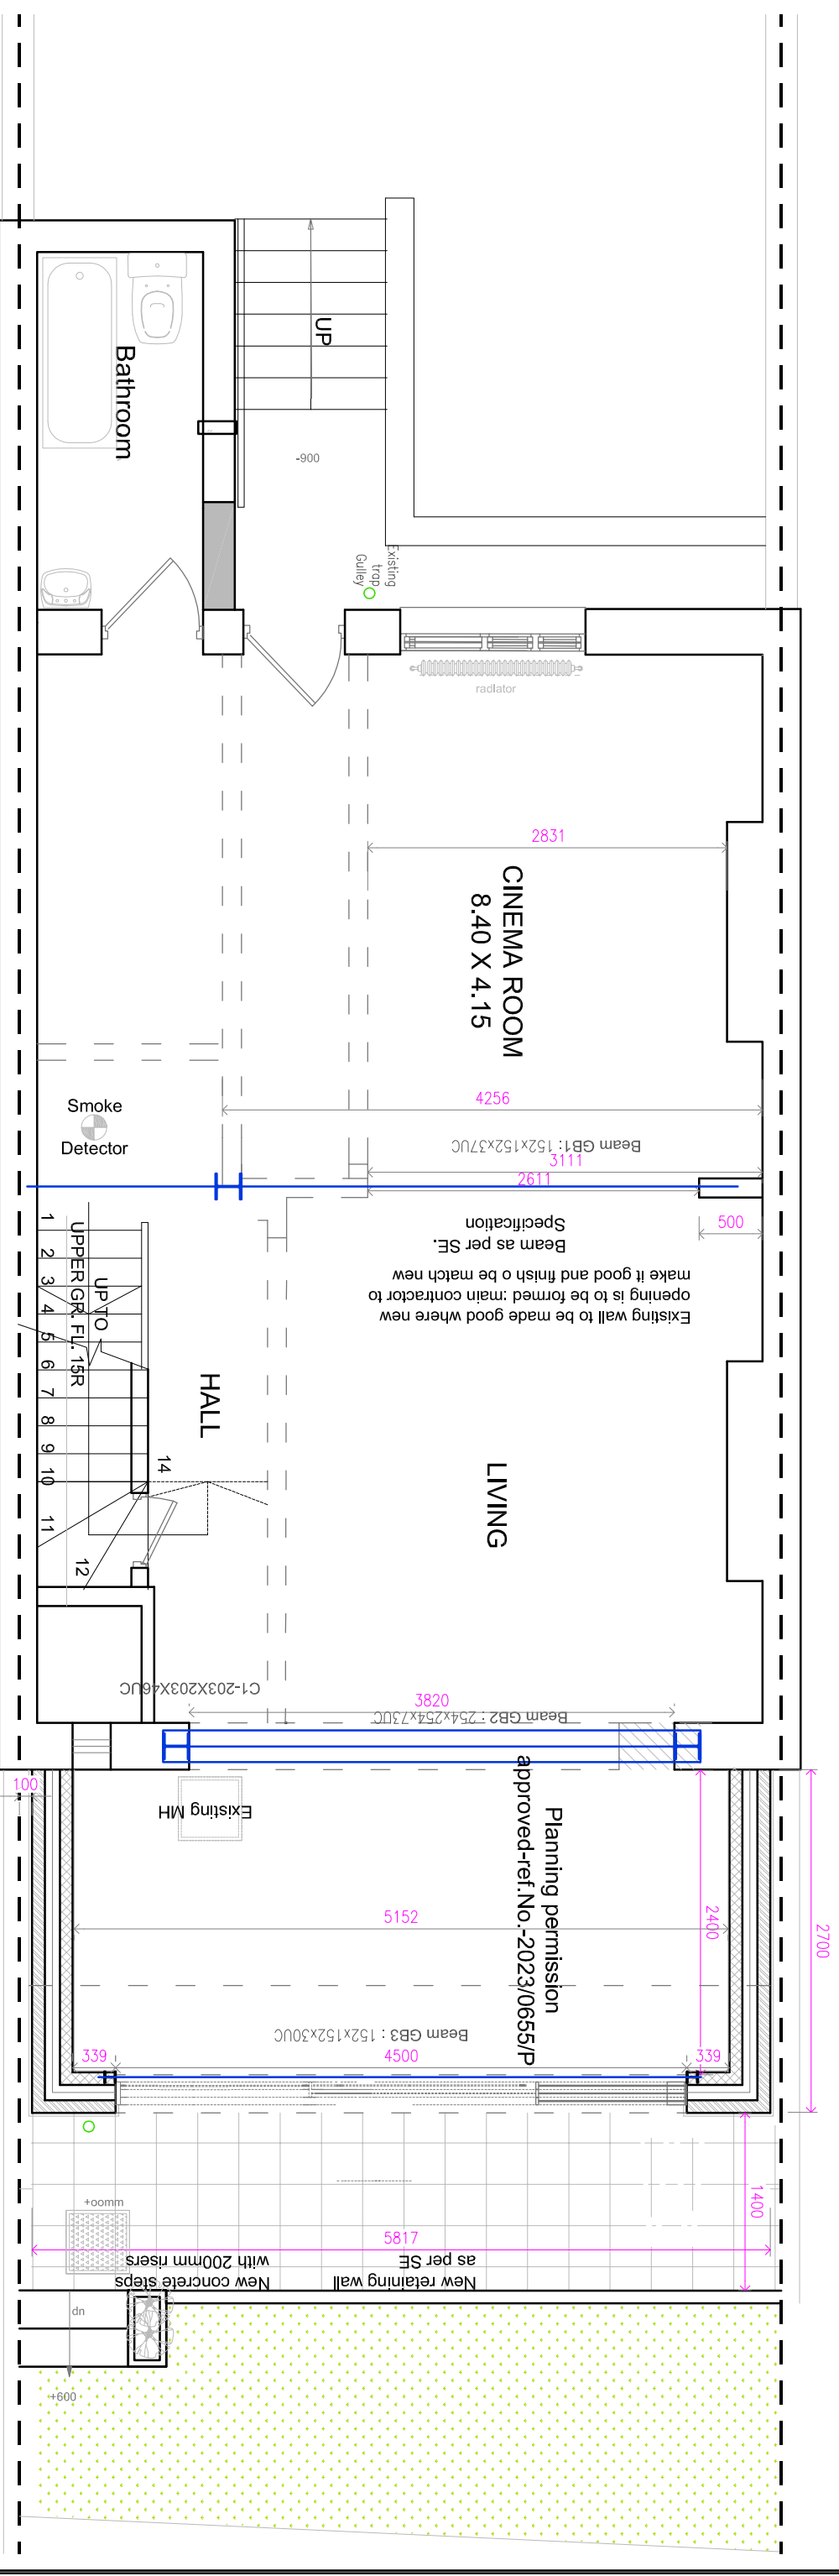 UP
Bathroom
-900
Existing
trap
Gulley
radiator
2831
CINEMA ROOM
8.40 X 4.15
4256
Smoke
Detector
Beam GB1: 152x152x37UC
3111
2611
500
Existing wall to be made good where new
opening is to be formed :main contractor to
make it good and finish o be match new
Beam as per SE.
Specification
1
2
3
4
5
6
7
8
9
10
11
12
14
UP TO
UPPER GR. FL. 15R
HALL
LIVING
C1-203X203X46UC
3820
Beam GB2 : 254x254x73UC
100
Existing MH
Planning permission
approved-ref.No.-2023/0655/P
2400
2700
5152
Beam GB3 : 152x152x30UC
339
4500
339
+oomm
1400
5817
New concrete steps
with 200mm risers
New retaining wall
as per SE
dn
+600